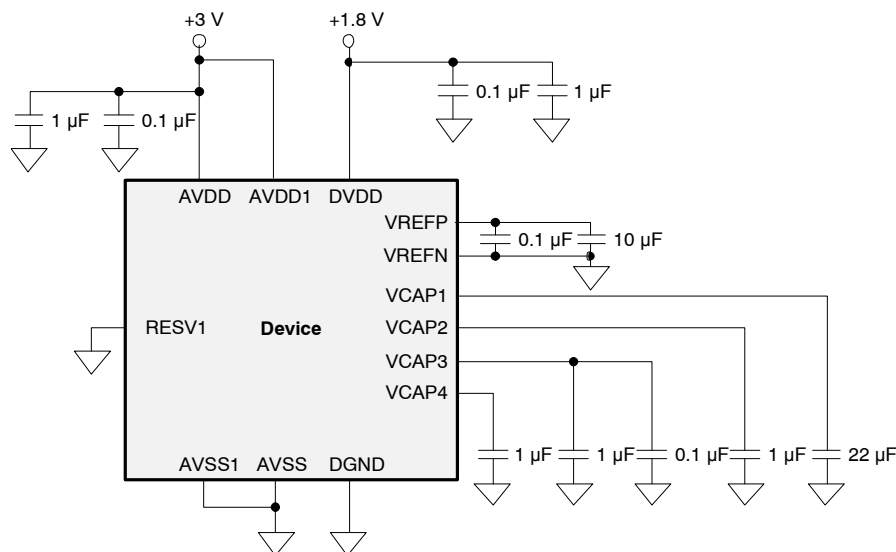 +3 V
+1.8 V
0.1 µF
1 µF
1 µF
0.1 µF
AVDD
AVDD1
DVDD
VREFP
0.1 µF
10 µF
VREFN
VCAP1
RESV1
Device
VCAP2
VCAP3
VCAP4
1 µF
1 µF
0.1 µF
1 µF
22 µF
AVSS1
AVSS
DGND